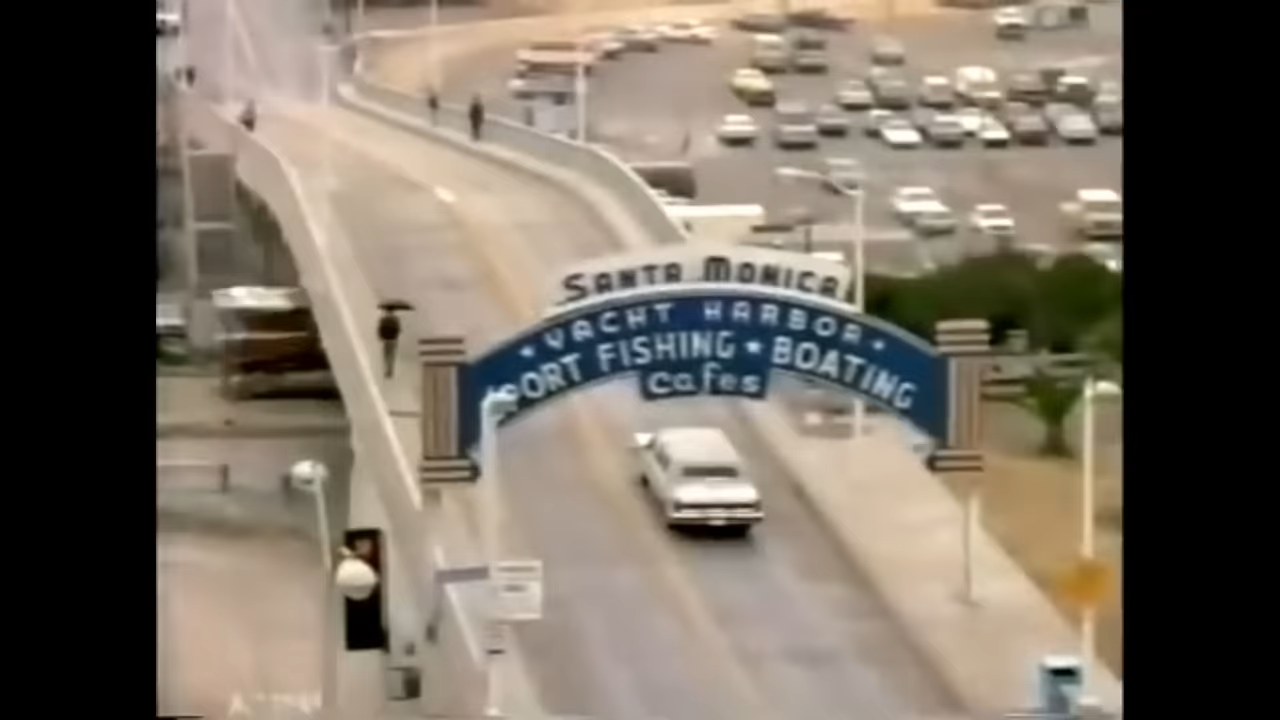 SANTA MONICA
* YACHT HARBOR *
SPORT FISHING * BOATING
cafes